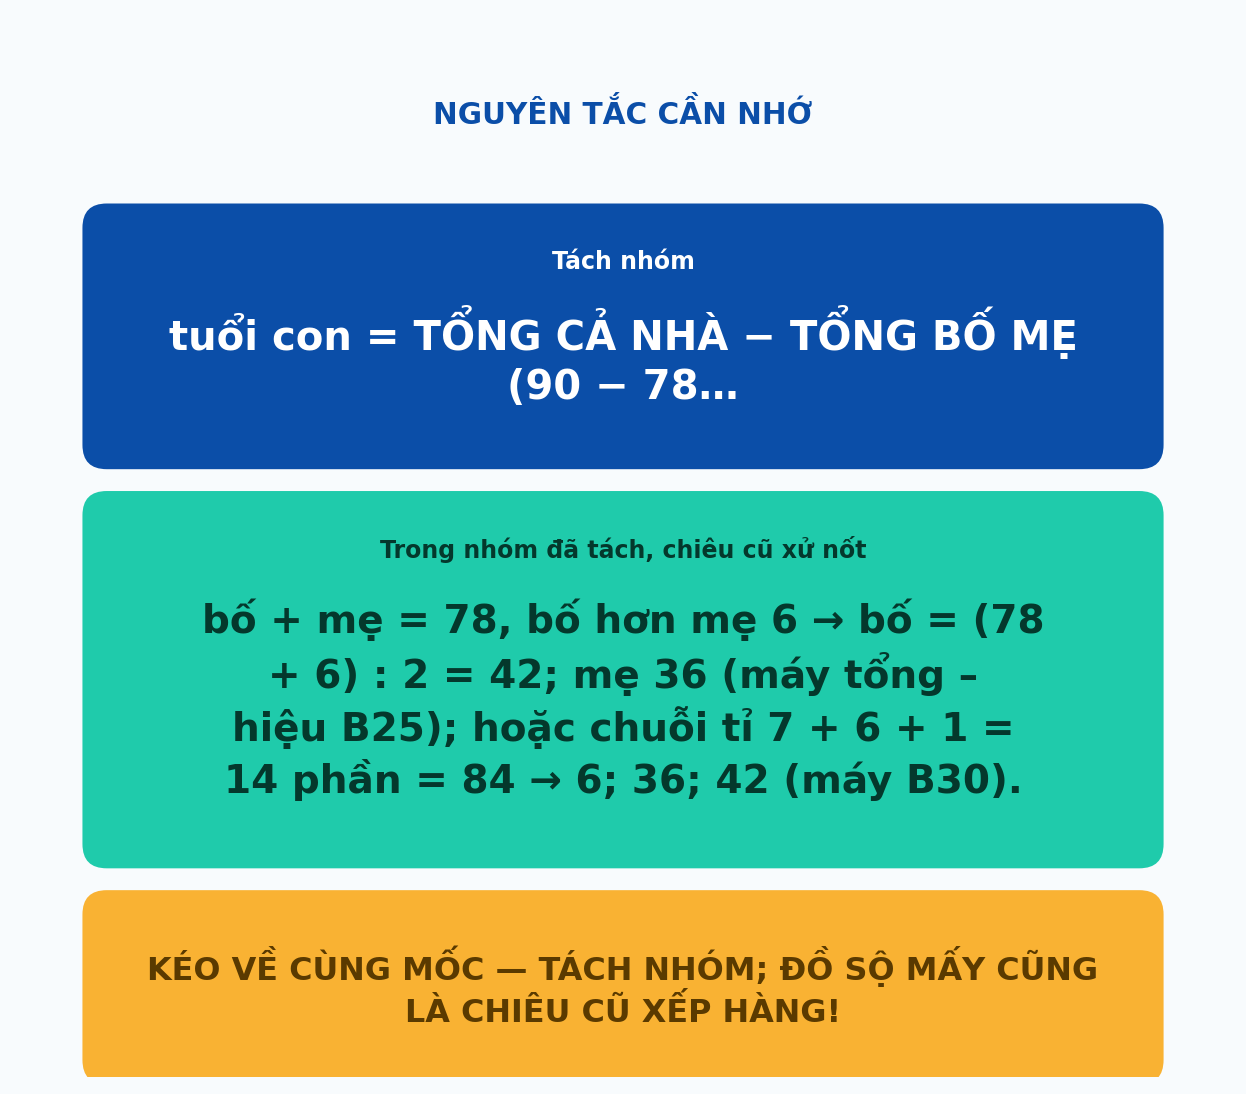 NGUYÊN TẮC CẦN NHỚ
Tách nhóm
tuổi con = TỔNG CẢ NHÀ − TỔNG BỐ MẸ
(90 − 78…
Trong nhóm đã tách, chiêu cũ xử nốt
bố + mẹ = 78, bố hơn mẹ 6 → bố = (78
+ 6) : 2 = 42; mẹ 36 (máy tổng –
hiệu B25); hoặc chuỗi tỉ 7 + 6 + 1 =
14 phần = 84 → 6; 36; 42 (máy B30).
KÉO VỀ CÙNG MỐC — TÁCH NHÓM; ĐỒ SỘ MẤY CŨNG
LÀ CHIÊU CŨ XẾP HÀNG!